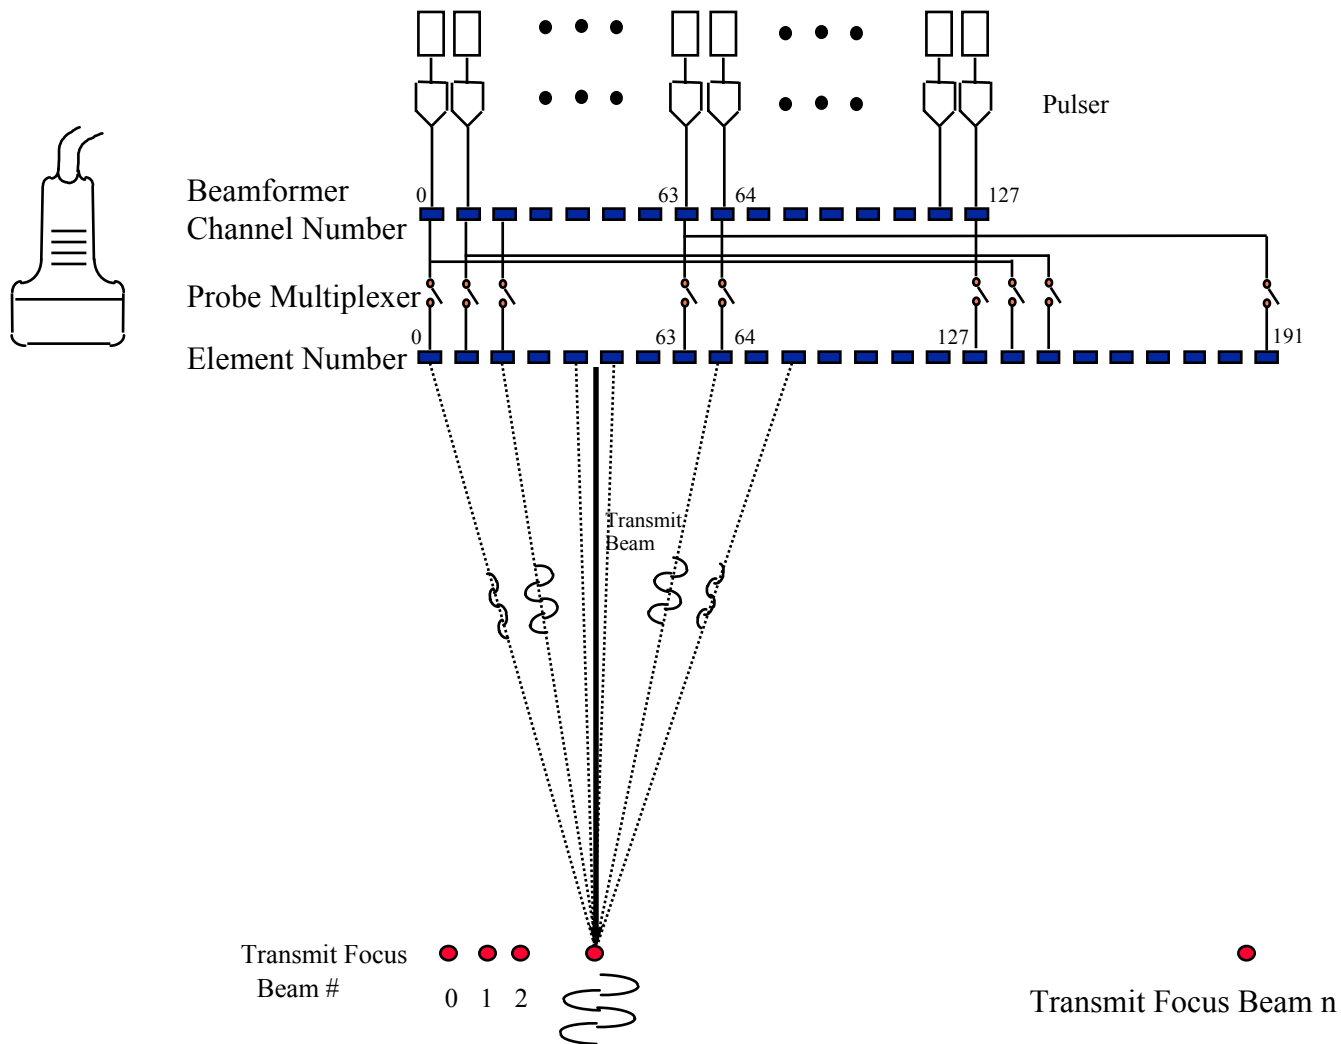 Pulser
Beamformer
0
63
64
127
Channel Number
Probe Multiplexer
0
63
64
127
191
Element Number
Transmit
Beam
Transmit Focus
Beam #
0
1
2
Transmit Focus Beam n